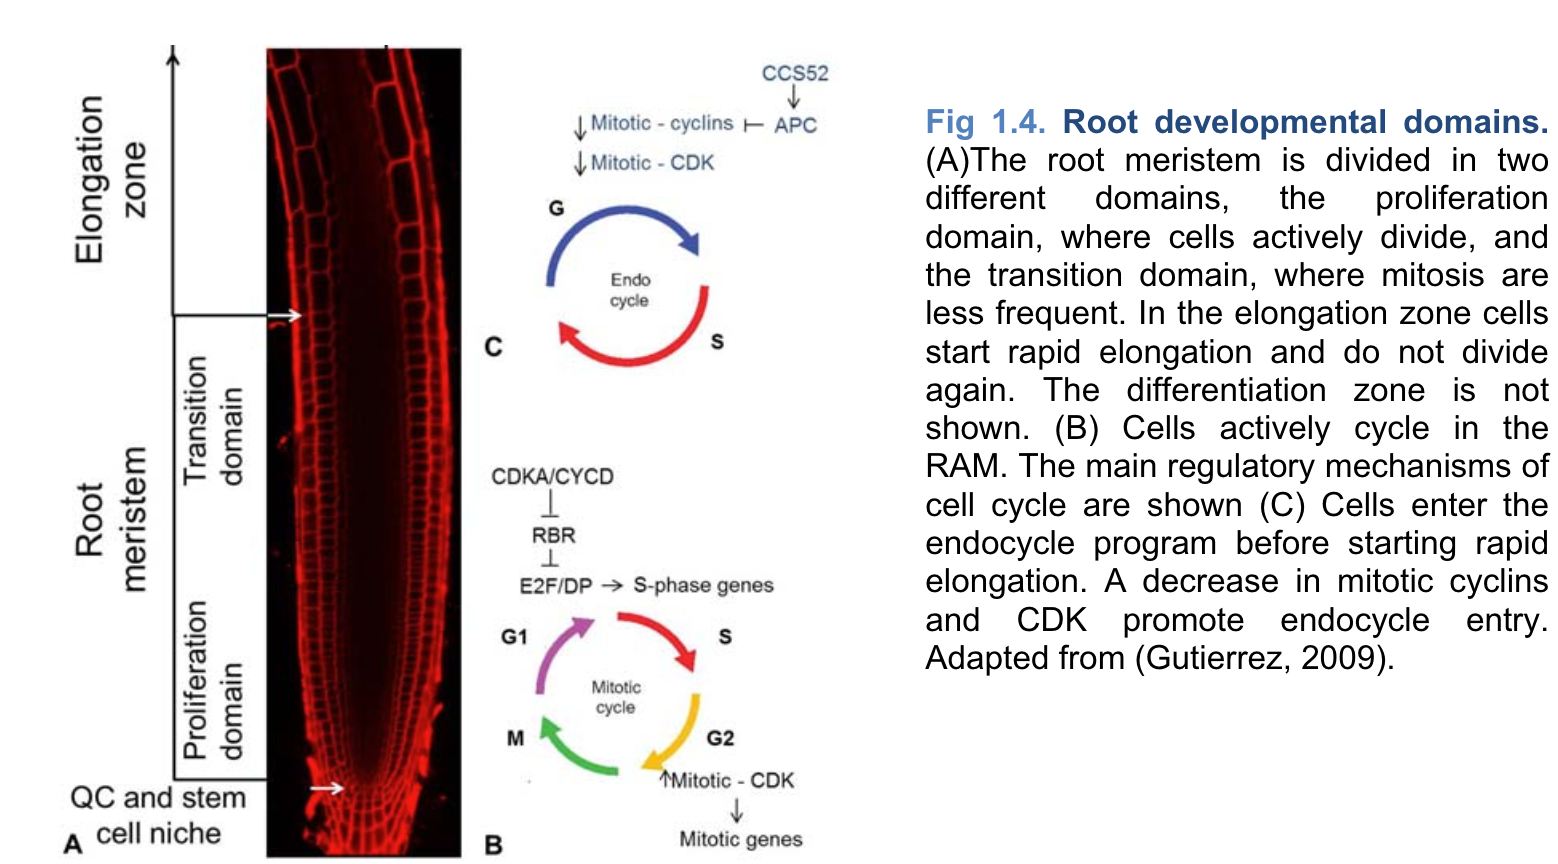 Elongation
zone
Transition
domain
Root
meristem
Proliferation
domain
QC and stem
cell niche
A
CCS52
↓
↓ Mitotic - cyclins ⊢ APC
↓ Mitotic - CDK
G
Endo
cycle
S
C
CDKA/CYCD
⊥
RBR
⊥
E2F/DP → S-phase genes
G1
S
Mitotic
cycle
M
G2
↑Mitotic - CDK
↓
Mitotic genes
B
Fig 1.4. Root developmental domains.
(A)The root meristem is divided in two
different domains, the proliferation
domain, where cells actively divide, and
the transition domain, where mitosis are
less frequent. In the elongation zone cells
start rapid elongation and do not divide
again. The differentiation zone is not
shown. (B) Cells actively cycle in the
RAM. The main regulatory mechanisms of
cell cycle are shown (C) Cells enter the
endocycle program before starting rapid
elongation. A decrease in mitotic cyclins
and CDK promote endocycle entry.
Adapted from (Gutierrez, 2009).